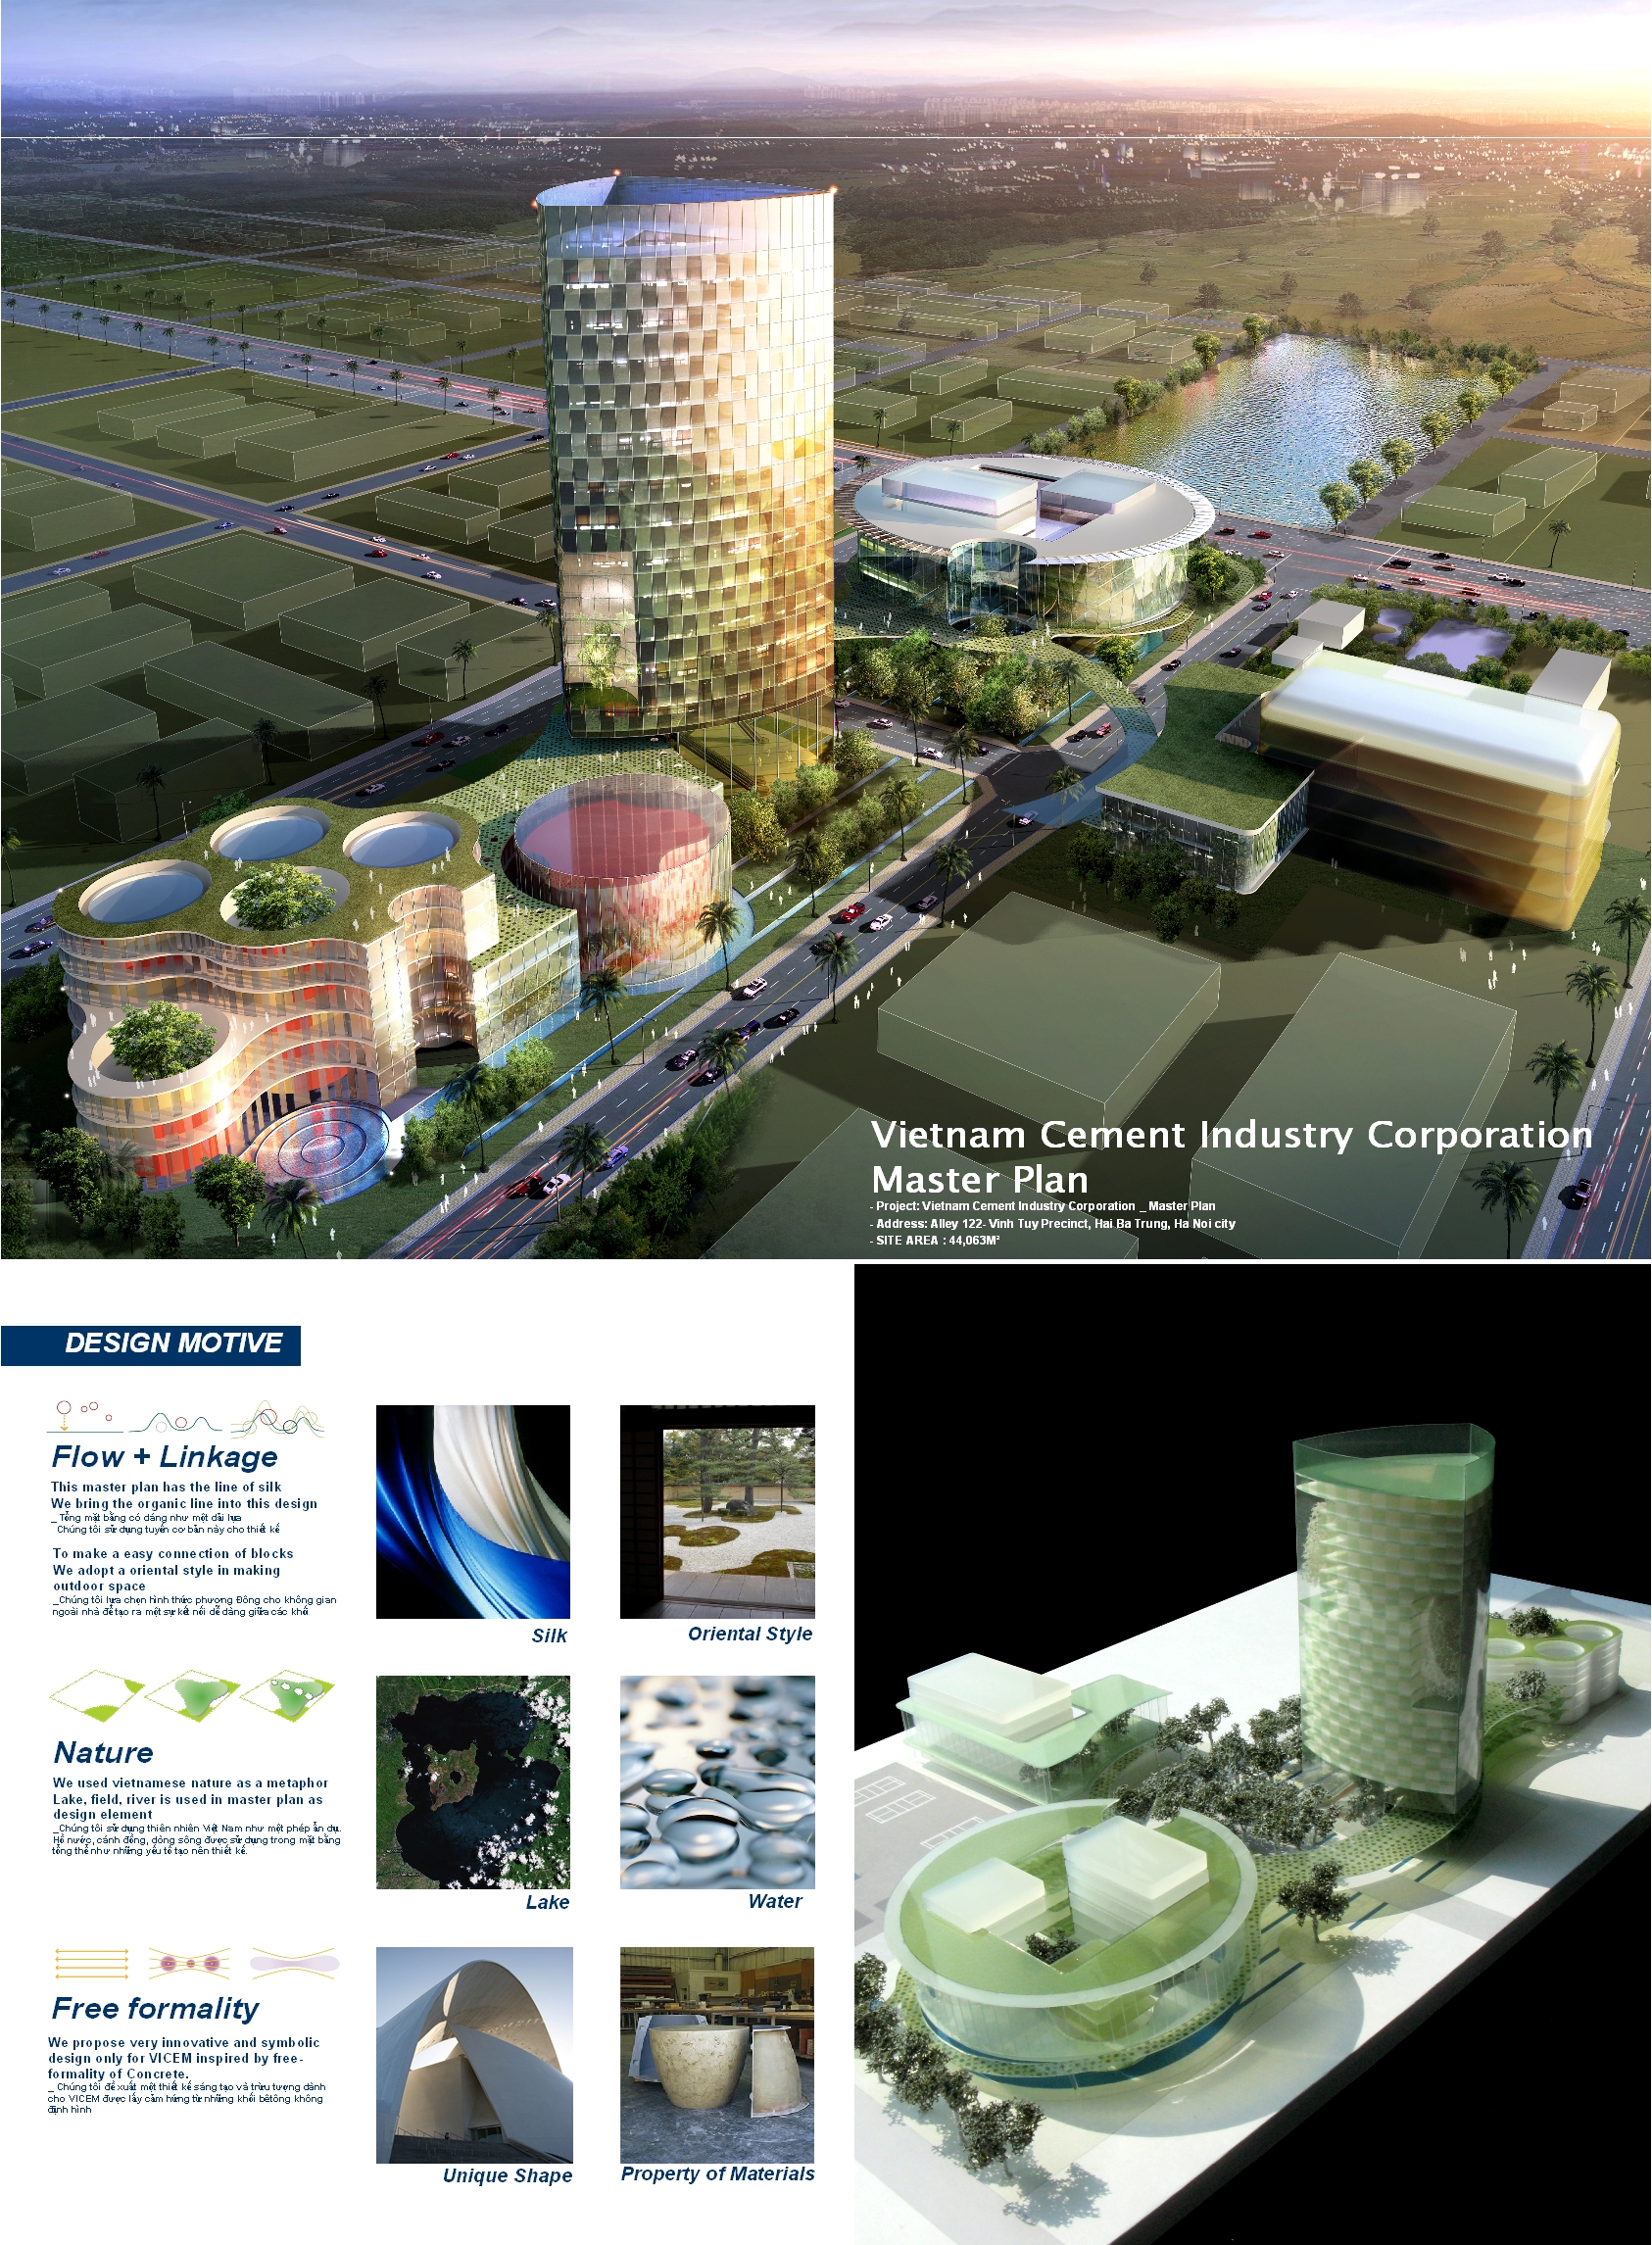 Vietnam Cement Industry Corporation
Master Plan
- Project: Vietnam Cement Industry Corporation _ Master Plan
- Address: Alley 122- Vinh Tuy Precinct, Hai Ba Trung, Ha Noi city
- SITE AREA : 44,063M²
DESIGN MOTIVE
Flow + Linkage
This master plan has the line of silk
We bring the organic line into this design
_ Tổng mặt bằng có dáng như một dải lụa
Chúng tôi sử dụng tuyến cơ bản này cho thiết kế
To make a easy connection of blocks
We adopt a oriental style in making
outdoor space
_Chúng tôi lựa chọn hình thức phương Đông cho không gian
ngoài nhà để tạo ra một sự kết nối dễ dàng giữa các khối
Silk
Oriental Style
Nature
We used vietnamese nature as a metaphor
Lake, field, river is used in master plan as
design element
_Chúng tôi sử dụng thiên nhiên Việt Nam như một phép ẩn dụ.
Hồ nước, cánh đồng, dòng sông được sử dụng trong mặt bằng
tổng thể như những yếu tố tạo nên thiết kế.
Lake
Water
Free formality
We propose very innovative and symbolic
design only for VICEM inspired by free-
formality of Concrete.
_ Chúng tôi đề xuất một thiết kế sáng tạo và trừu tượng dành
cho VICEM được lấy cảm hứng từ những khối bêtông không
định hình
Unique Shape
Property of Materials